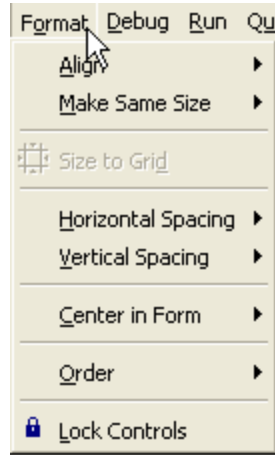 Format Debug Run Qu
Align
Make Same Size
Size to Grid
Horizontal Spacing
Vertical Spacing
Center in Form
Order
Lock Controls